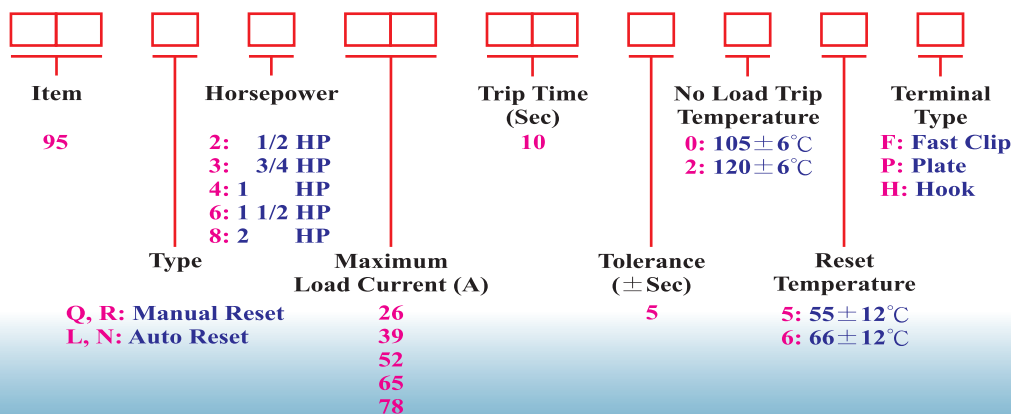 Item
95
Type
Q, R: Manual Reset
L, N: Auto Reset
Horsepower
2: 1/2 HP
3: 3/4 HP
4: 1 HP
6: 1 1/2 HP
8: 2 HP
Maximum
Load Current (A)
26
39
52
65
78
Trip Time
(Sec)
10
Tolerance
(±Sec)
5
No Load Trip
Temperature
0: 105±6℃
2: 120±6℃
Reset
Temperature
5: 55±12℃
6: 66±12℃
Terminal
Type
F: Fast Clip
P: Plate
H: Hook